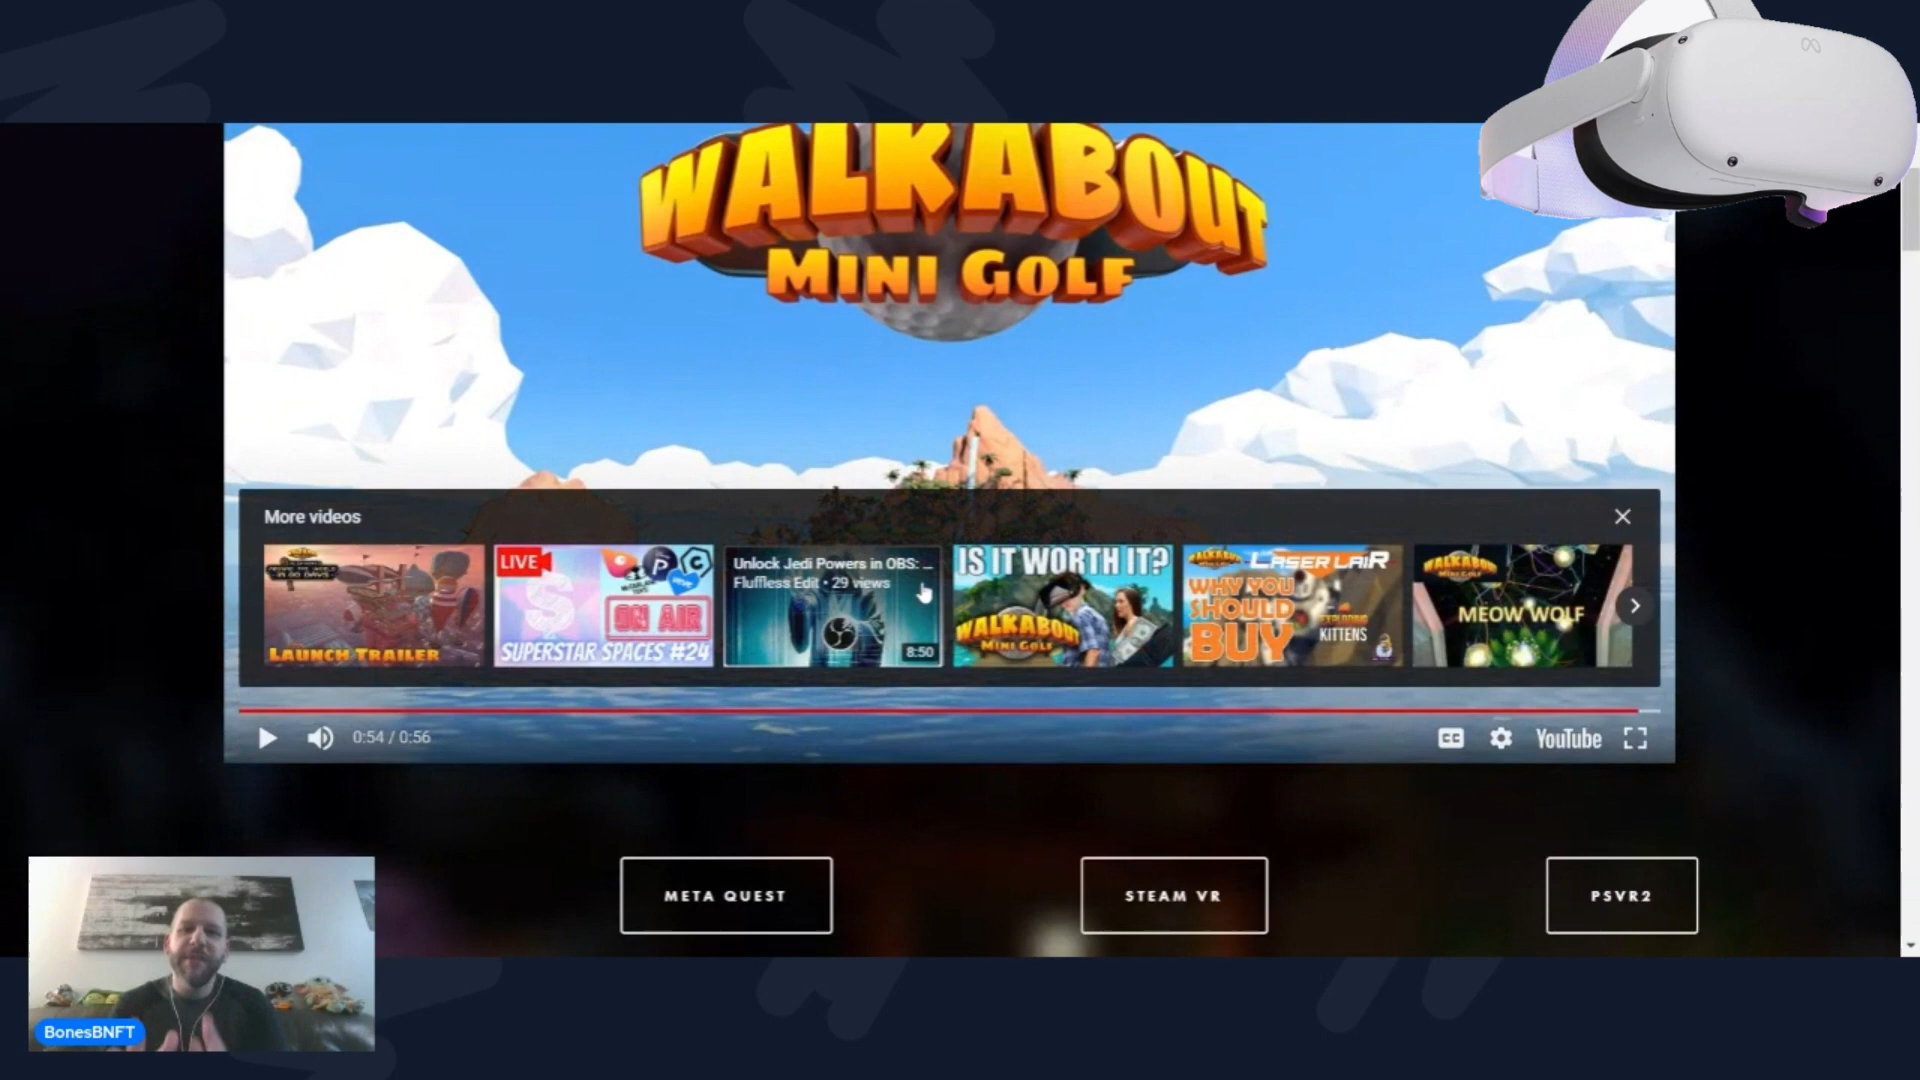 WALKABOUT
MINI GOLF
More videos
LAUNCH TRAILER
LIVE
ON AIR
SUPERSTAR SPACES #24
Unlock Jedi Powers in OBS: ...
Fluffless Edit • 29 views
8:50
IS IT WORTH IT?
WALKABOUT
MINI GOLF
WALKABOUT
LASER LAIR
WHY YOU
SHOULD
BUY
EXPLODING
KITTENS
WALKABOUT
MINI GOLF
MEOW WOLF
0:54 / 0:56
CC
YouTube
META QUEST
STEAM VR
PSVR2
BonesBNFT